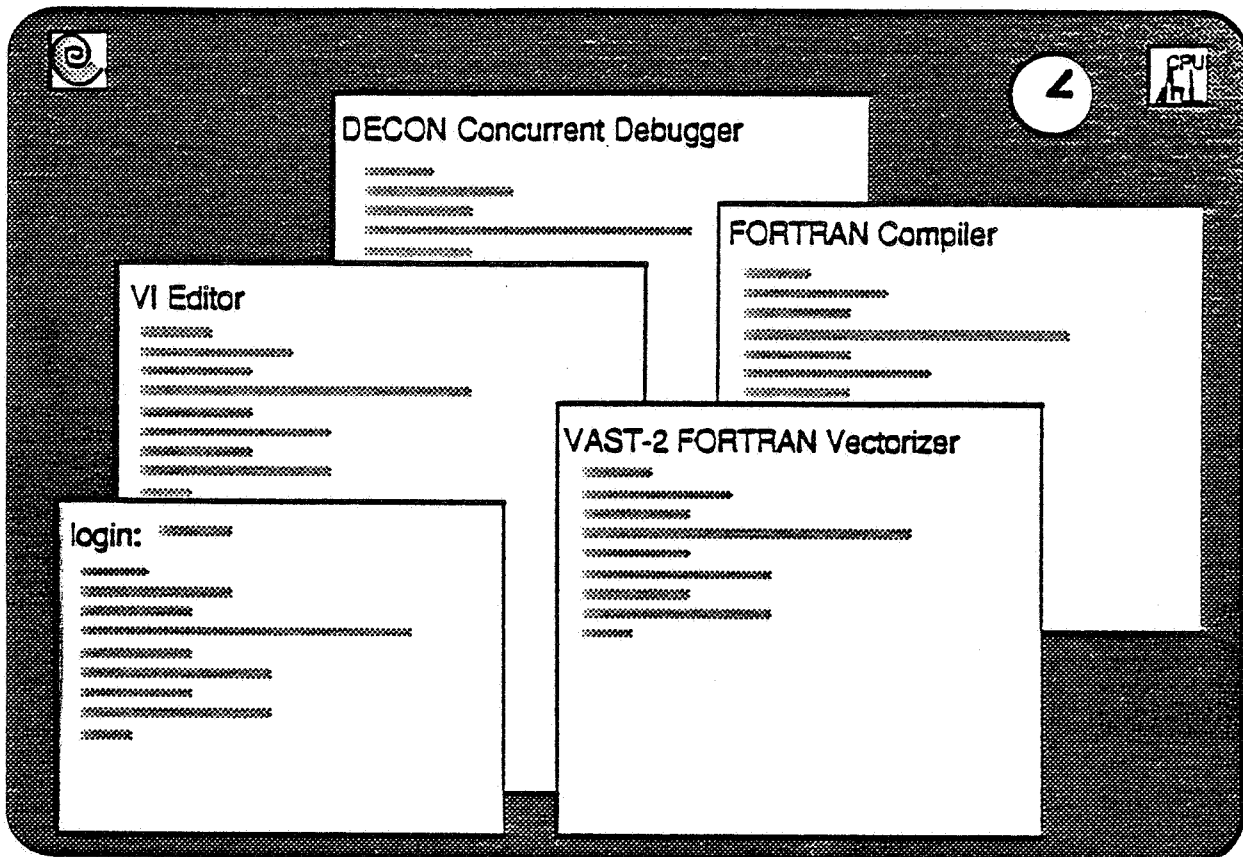 CPU
DECON Concurrent Debugger
FORTRAN Compiler
VI Editor
VAST-2 FORTRAN Vectorizer
login: